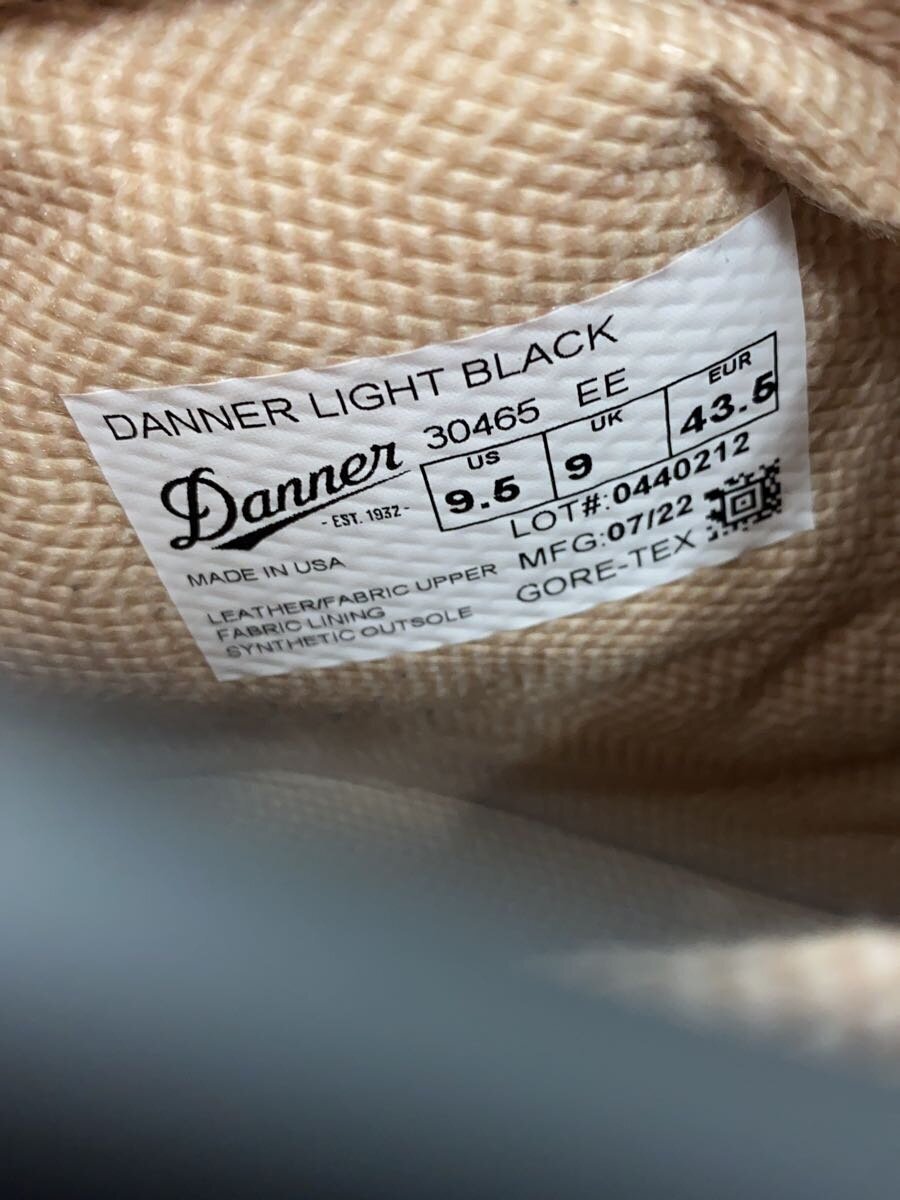 DANNER LIGHT BLACK
Danner
- EST. 1932 -
30465 EE
US UK EUR
9.5 9 43.5
LOT#:0440212
MFG:07/22
GORE-TEX
MADE IN USA
LEATHER/FABRIC UPPER
FABRIC LINING
SYNTHETIC OUTSOLE